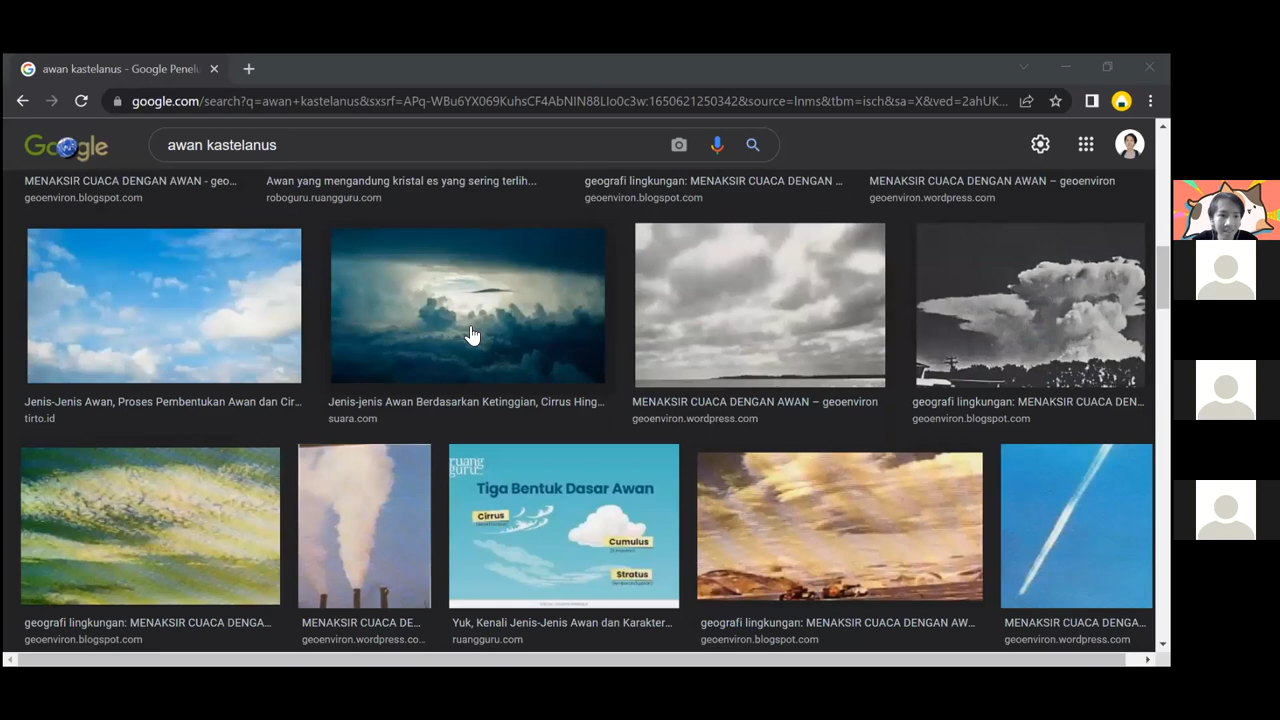 awan kastelanus - Google Penelu
google.com/search?q=awan+kastelanus&sxsrf=APq-WBu6YX069KuhsCF4AbNIN88LIo0c3w:1650621250342&source=lnms&tbm=isch&sa=X&ved=2ahUK...
Google
awan kastelanus
MENAKSIR CUACA DENGAN AWAN - geo...
Awan yang mengandung kristal es yang sering terlih...
geografi lingkungan: MENAKSIR CUACA DENGAN ...
MENAKSIR CUACA DENGAN AWAN – geoenviron
geoenviron.blogspot.com
roboguru.ruangguru.com
geoenviron.blogspot.com
geoenviron.wordpress.com
Jenis-Jenis Awan, Proses Pembentukan Awan dan Cir...
Jenis-jenis Awan Berdasarkan Ketinggian, Cirrus Hing...
MENAKSIR CUACA DENGAN AWAN – geoenviron
geografi lingkungan: MENAKSIR CUACA DEN...
tirto.id
suara.com
geoenviron.wordpress.com
geoenviron.blogspot.com
ruang
guru
Tiga Bentuk Dasar Awan
Cirrus
Cumulus
Stratus
geografi lingkungan: MENAKSIR CUACA DENGA...
MENAKSIR CUACA DE...
Yuk, Kenali Jenis-Jenis Awan dan Karakter...
geografi lingkungan: MENAKSIR CUACA DENGAN AW...
MENAKSIR CUACA DENGA...
geoenviron.blogspot.com
geoenviron.wordpress.co...
ruangguru.com
geoenviron.blogspot.com
geoenviron.wordpress.com